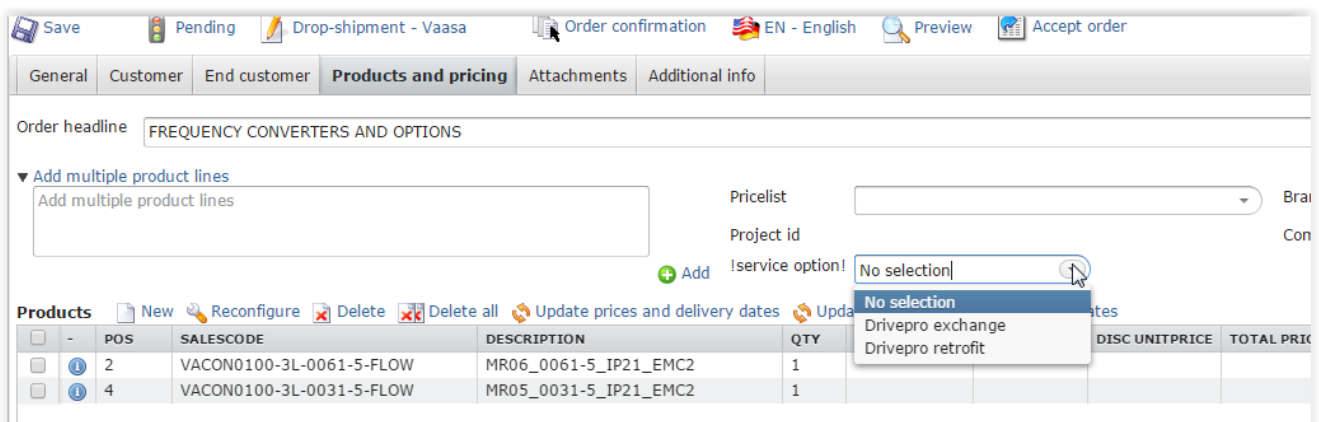 Save Pending Drop-shipment - Vaasa Order confirmation EN - English Preview Accept order
General Customer End customer Products and pricing Attachments Additional info
Order headline FREQUENCY CONVERTERS AND OPTIONS
Add multiple product lines
Add multiple product lines
Pricelist Bra
Project id Con
Add !service option! No selection
No selection
Drivepro exchange
Drivepro retrofit
Products New Reconfigure Delete Delete all Update prices and delivery dates Upda tes
- POS SALESCODE DESCRIPTION QTY DISC UNITPRICE TOTAL PRIC
2 VACON0100-3L-0061-5-FLOW MR06_0061-5_IP21_EMC2 1
4 VACON0100-3L-0031-5-FLOW MR05_0031-5_IP21_EMC2 1